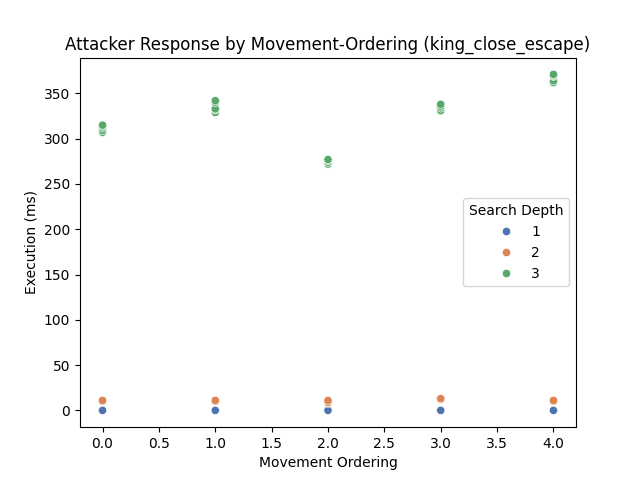 Attacker Response by Movement-Ordering (king_close_escape)
350
300
250
200
150
100
50
0
Execution (ms)
Search Depth
1
2
3
0.0 0.5 1.0 1.5 2.0 2.5 3.0 3.5 4.0
Movement Ordering